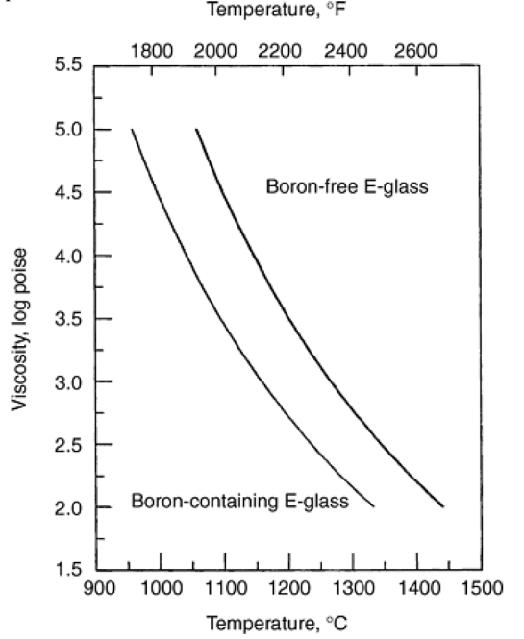 Temperature, °F
1800 2000 2200 2400 2600
5.5
5.0
Boron-free E-glass
4.5
4.0
Viscosity, log poise
3.5
3.0
2.5
Boron-containing E-glass
2.0
1.5
900 1000 1100 1200 1300 1400 1500
Temperature, °C